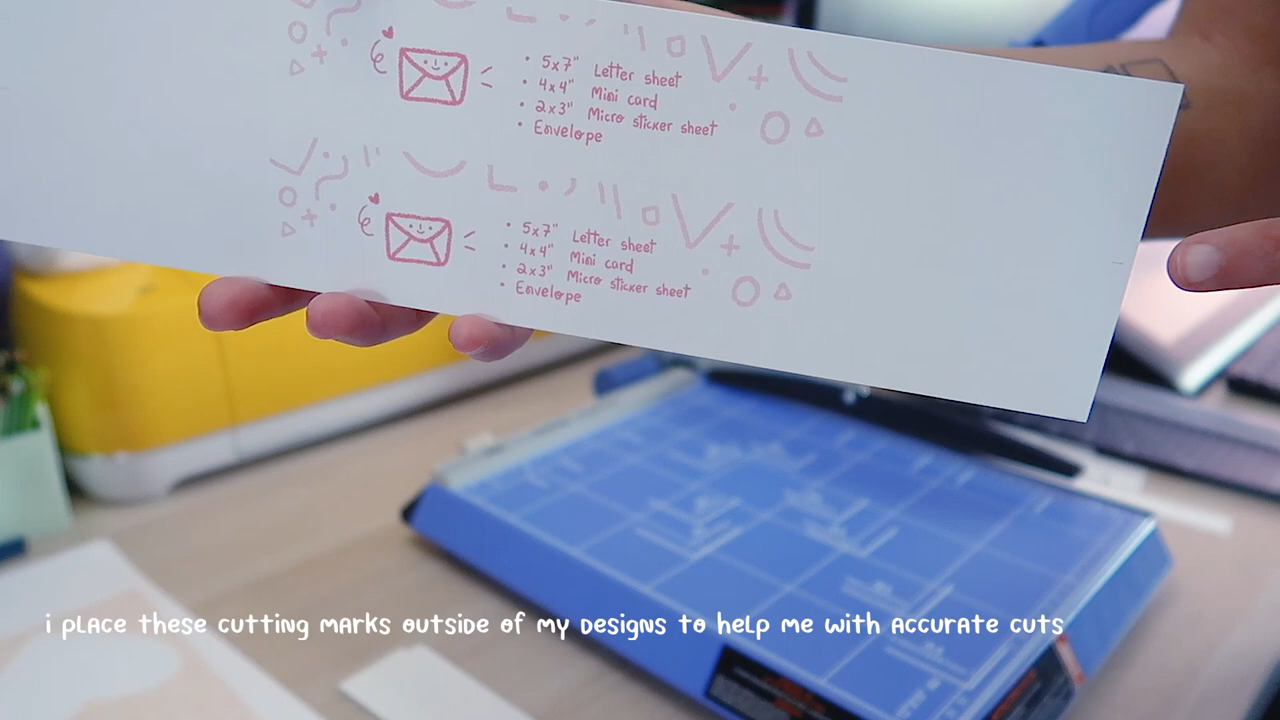 5x7" Letter sheet
4x4" Mini card
2x3" Micro sticker sheet
Envelope
5x7" Letter sheet
4x4" Mini card
2x3" Micro sticker sheet
Envelope
i place these cutting marks outside of my designs to help me with accurate cuts